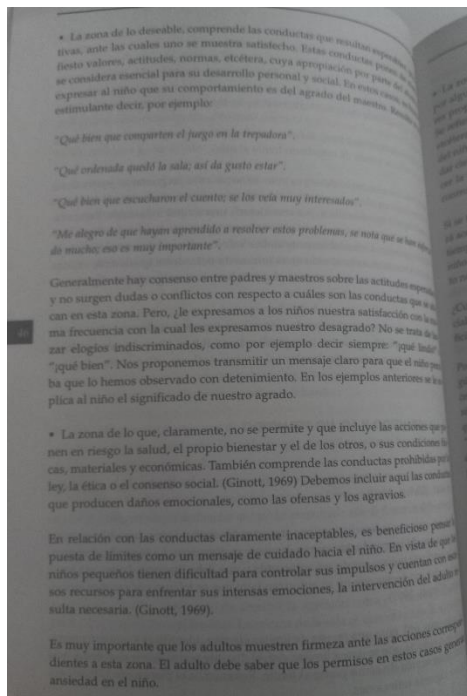 • La zona de lo deseable, comprende las conductas que resultan
tivas, ante las cuales uno se muestra satisfecho. Estas conductas ponen de
fiesto valores, actitudes, normas, etcétera, cuya apropiación por parte
se considera esencial para su desarrollo personal y social. En estos casos
expresar al niño que su comportamiento es del agrado del maestro. Resulta
estimulante decir, por ejemplo:
"Qué bien que comparten el juego en la trepadora".
"Qué ordenada quedó la sala; así da gusto estar".
"Qué bien que escucharon el cuento; se los veía muy interesados".
"Me alegro de que hayan aprendido a resolver estos problemas, se nota que se han
do mucho; eso es muy importante".
Generalmente hay consenso entre padres y maestros sobre las actitudes
y no surgen dudas o conflictos con respecto a cuáles son las conductas que se
can en esta zona. Pero, ¿le expresamos a los niños nuestra satisfacción con la
ma frecuencia con la cual les expresamos nuestro desagrado? No se trata de
zar elogios indiscriminados, como por ejemplo decir siempre: "¡qué lindo",
"¡qué bien". Nos proponemos transmitir un mensaje claro para que el niño
ba que lo hemos observado con detenimiento. En los ejemplos anteriores se
plica al niño el significado de nuestro agrado.
46
• La zona de lo que, claramente, no se permite y que incluye las acciones que
nen en riesgo la salud, el propio bienestar y el de los otros, o sus condiciones
cas, materiales y económicas. También comprende las conductas prohibidas por
ley, la ética o el consenso social. (Ginott, 1969) Debemos incluir aquí las
que producen daños emocionales, como las ofensas y los agravios.
En relación con las conductas claramente inaceptables, es beneficioso pensar
puesta de límites como un mensaje de cuidado hacia el niño. En vista de que
niños pequeños tienen dificultad para controlar sus impulsos y cuentan con
sos recursos para enfrentar sus intensas emociones, la intervención del adulto
sulta necesaria. (Ginott, 1969).
Es muy importante que los adultos muestren firmeza ante las acciones
dientes a esta zona. El adulto debe saber que los permisos en estos casos
ansiedad en el niño.